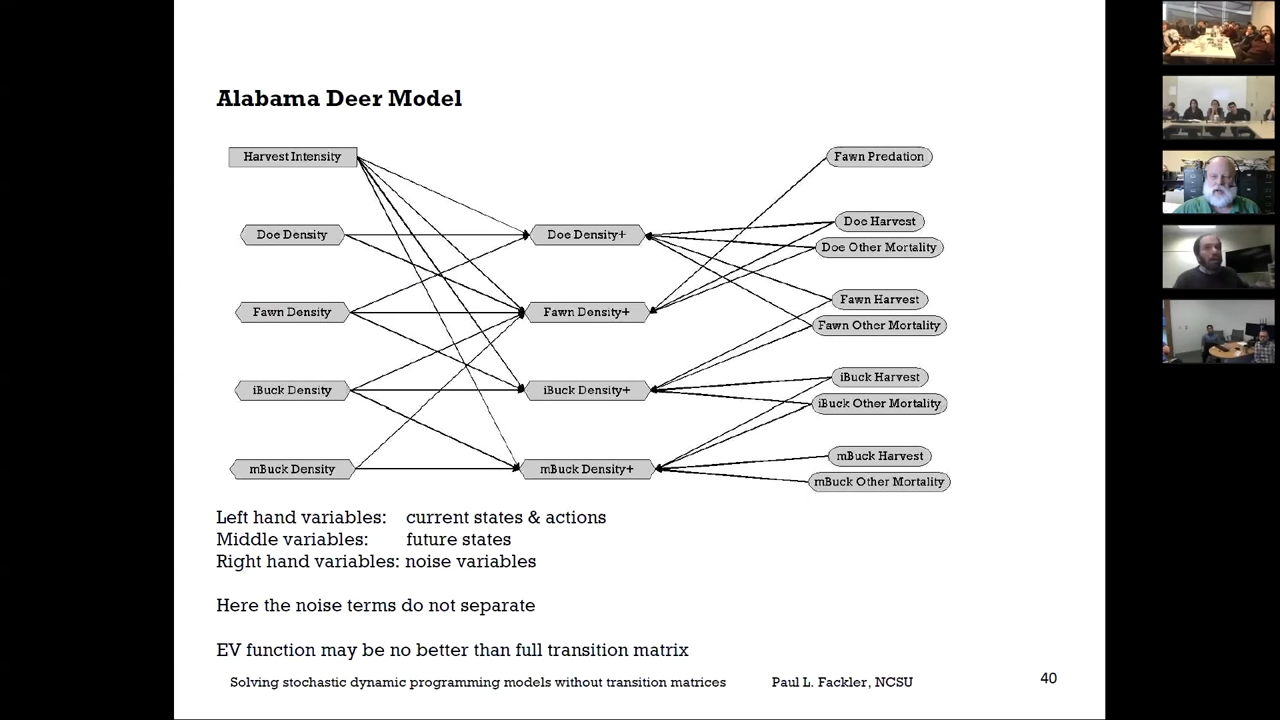 Alabama Deer Model
Harvest Intensity
Fawn Predation
Doe Harvest
Doe Density
Doe Density+
Doe Other Mortality
Fawn Harvest
Fawn Density
Fawn Density+
Fawn Other Mortality
iBuck Harvest
iBuck Density
iBuck Density+
iBuck Other Mortality
mBuck Harvest
mBuck Density
mBuck Density+
mBuck Other Mortality
Left hand variables: current states & actions
Middle variables: future states
Right hand variables: noise variables
Here the noise terms do not separate
EV function may be no better than full transition matrix
Solving stochastic dynamic programming models without transition matrices Paul L. Fackler, NCSU 40